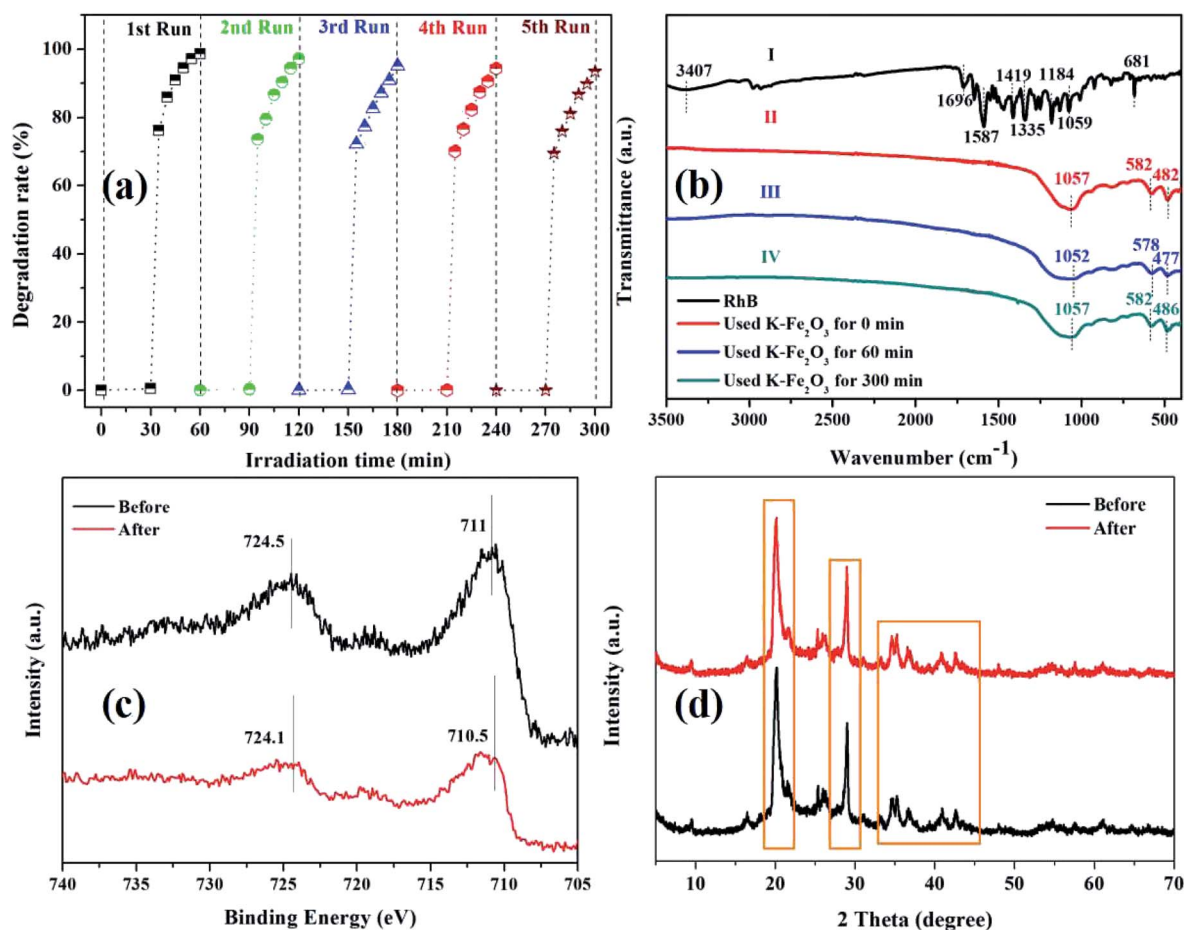 1st Run 2nd Run 3rd Run 4th Run 5th Run
100
80
60
40
20
0
Degradation rate (%)
(a)
0 30 60 90 120 150 180 210 240 270 300
Irradiation time (min)
I
3407
1696
1587
1419
1335
1184
1059
681
II
(b)
1057
582
482
III
1052
578
477
IV
1057
582
486
RhB
Used K-Fe₂O₃ for 0 min
Used K-Fe₂O₃ for 60 min
Used K-Fe₂O₃ for 300 min
Transmittance (a.u.)
3500 3000 2500 2000 1500 1000 500
Wavenumber (cm⁻¹)
Before
After
724.5
711
(c)
724.1
710.5
Intensity (a.u.)
740 735 730 725 720 715 710 705
Binding Energy (eV)
Before
After
(d)
Intensity (a.u.)
10 20 30 40 50 60 70
2 Theta (degree)